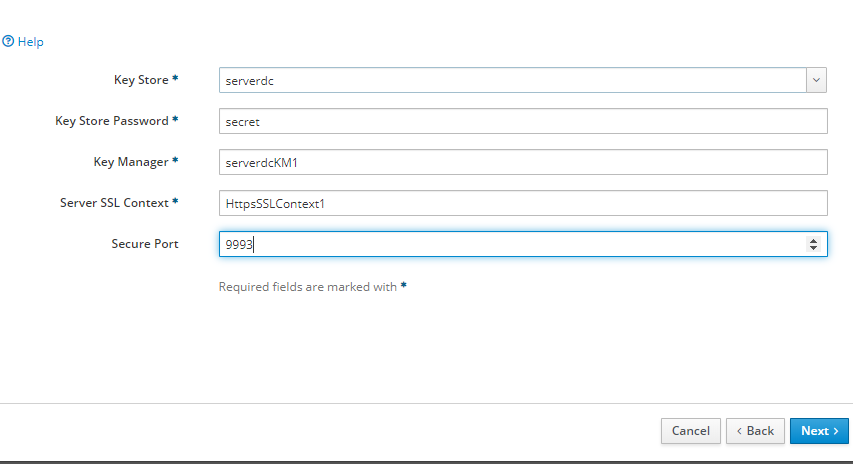 Help
Key Store * serverdc
Key Store Password * secret
Key Manager * serverdcKM1
Server SSL Context * HttpsSSLContext1
Secure Port 9993
Required fields are marked with *
Cancel < Back Next >